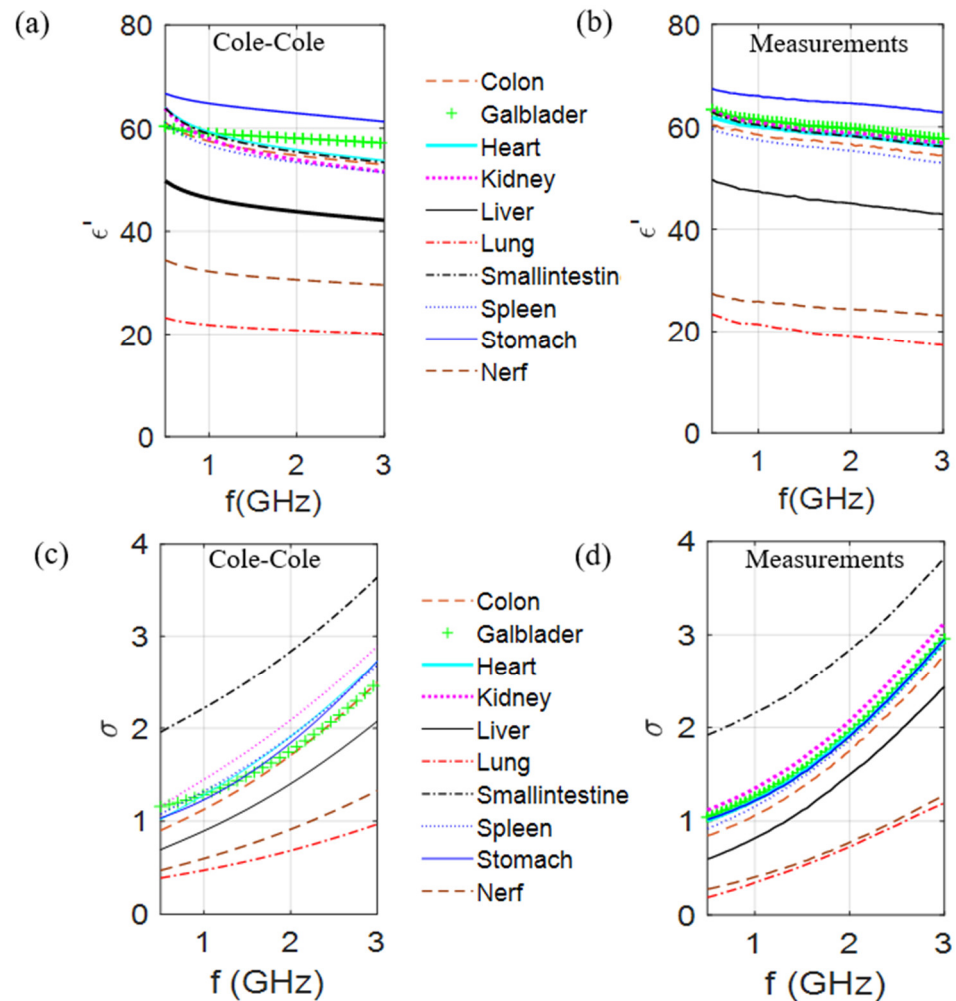 (a)
Cole-Cole
80
60
40
20
0
ϵ'
1
2
3
f(GHz)
Colon
Galblader
Heart
Kidney
Liver
Lung
Smallintestin
Spleen
Stomach
Nerf
(b)
Measurements
80
60
40
20
0
ϵ'
1
2
3
f(GHz)
(c)
Cole-Cole
4
3
2
1
0
σ
1
2
3
f (GHz)
Colon
Galblader
Heart
Kidney
Liver
Lung
Smallintestine
Spleen
Stomach
Nerf
(d)
Measurements
4
3
2
1
0
σ
1
2
3
f (GHz)